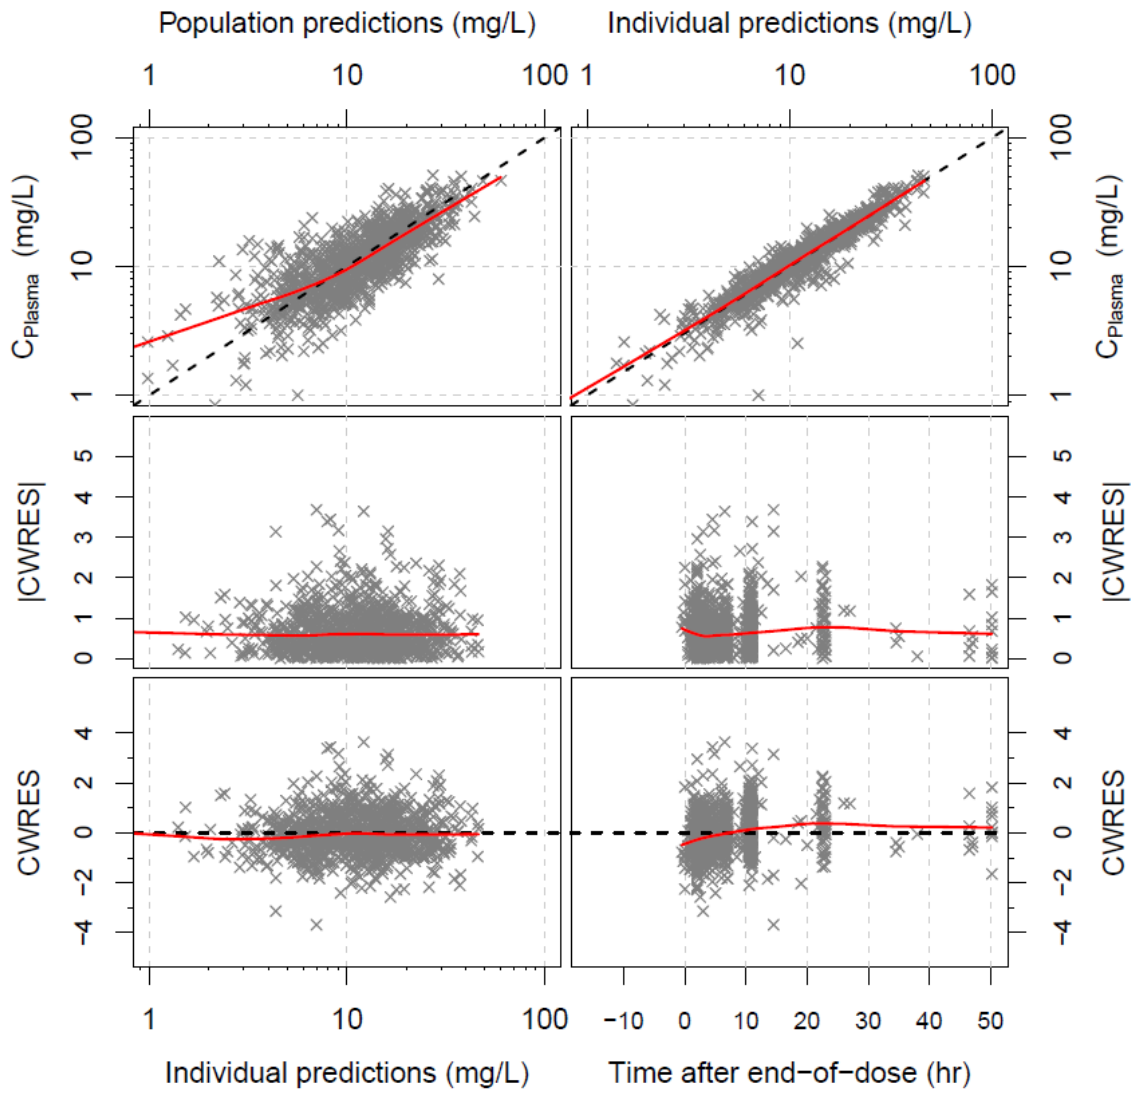 Population predictions (mg/L) Individual predictions (mg/L)
1 10 100 1 10 100
C_Plasma (mg/L) 100 10 1
100 10 1 C_Plasma (mg/L)
|CWRES| 5 4 3 2 1 0
5 4 3 2 1 0 |CWRES|
CWRES 4 2 0 −2 −4
4 2 0 −2 −4 CWRES
1 10 100 −10 0 10 20 30 40 50
Individual predictions (mg/L) Time after end−of−dose (hr)